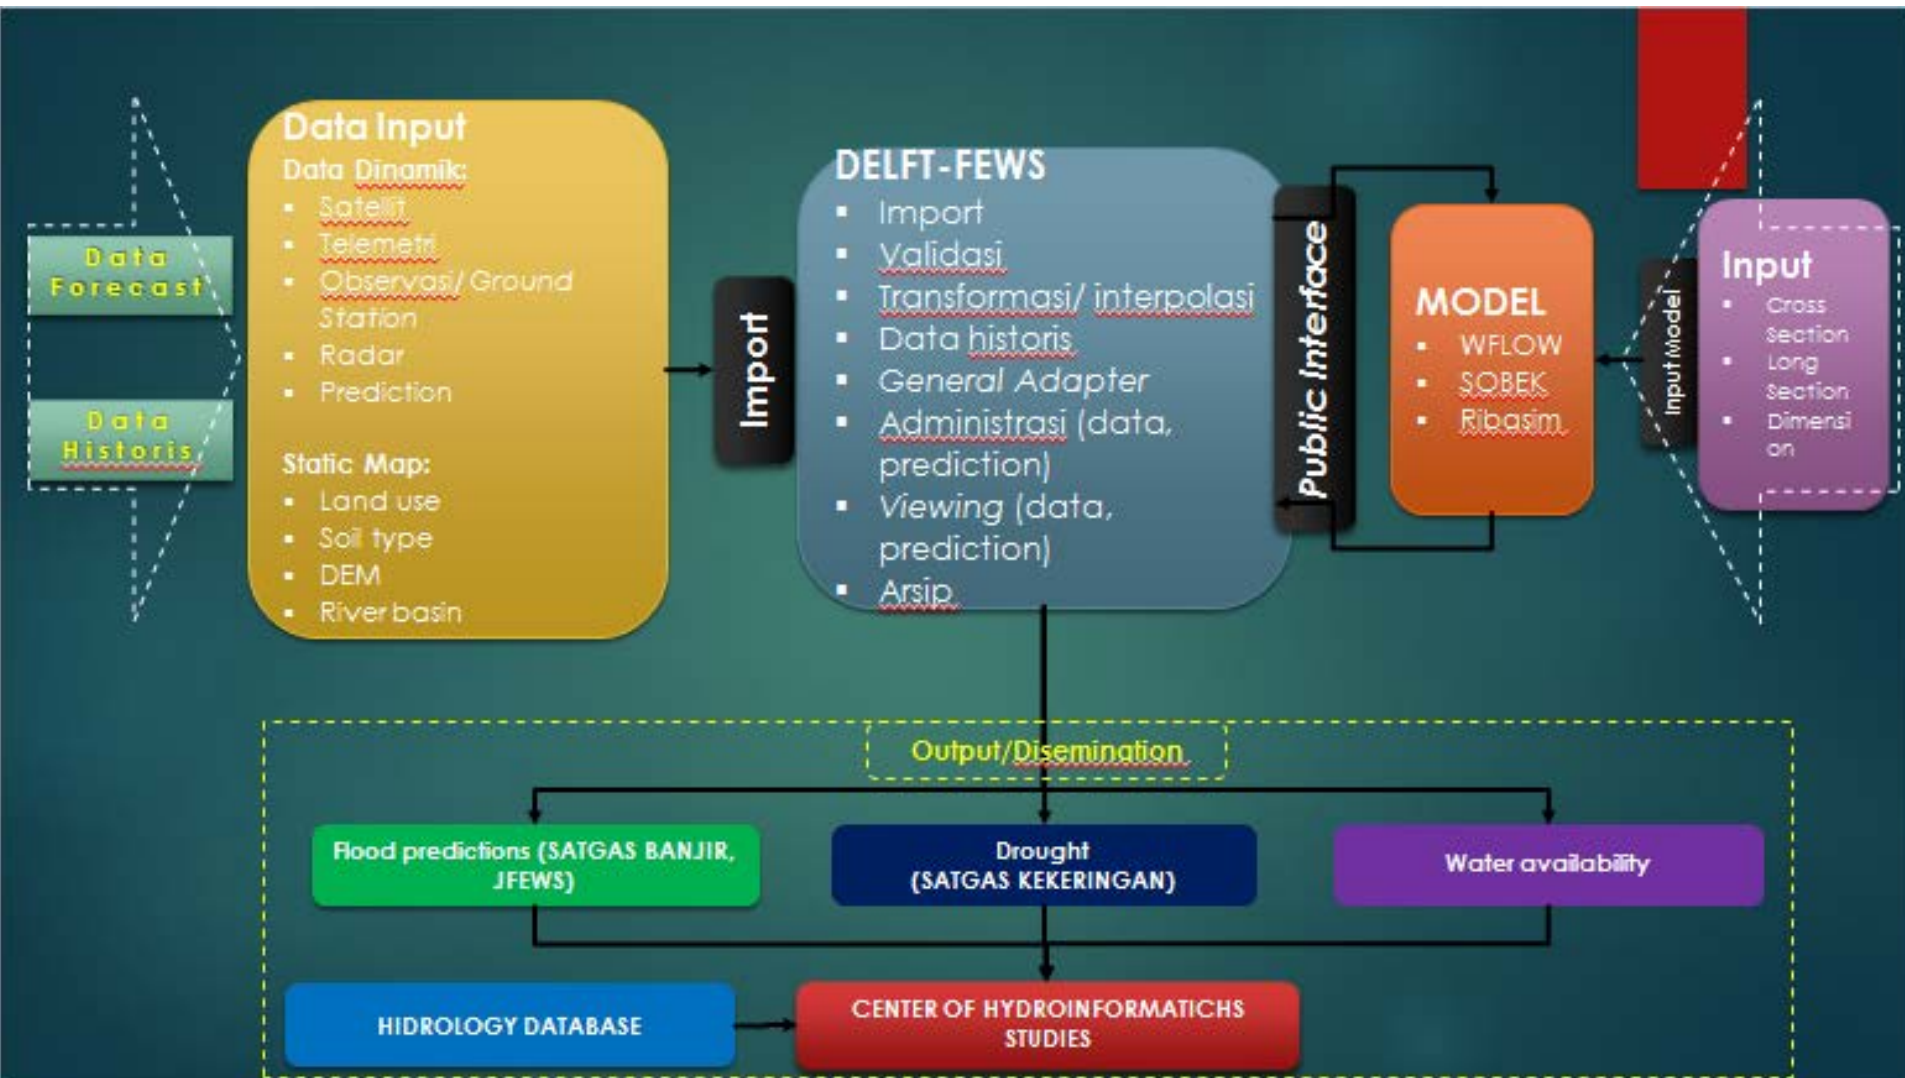 Data
Forecast
Data
Historis
Data Input
Data Dinamik:
▪ Satellit
▪ Telemetri
▪ Observasi/ Ground
Station
▪ Radar
▪ Prediction
Static Map:
▪ Land use
▪ Soil type
▪ DEM
▪ River basin
Import
DELFT-FEWS
▪ Import
▪ Validasi
▪ Transformasi/ interpolasi
▪ Data historis
▪ General Adapter
▪ Administrasi (data,
prediction)
▪ Viewing (data,
prediction)
▪ Arsip
Public Interface
MODEL
▪ WFLOW
▪ SOBEK
▪ Ribasim
Input Model
Input
▪ Cross
Section
▪ Long
Section
▪ Dimensi
on
Output/Disemination
Flood predictions (SATGAS BANJIR,
JFEWS)
Drought
(SATGAS KEKERINGAN)
Water availability
HIDROLOGY DATABASE
CENTER OF HYDROINFORMATICHS
STUDIES